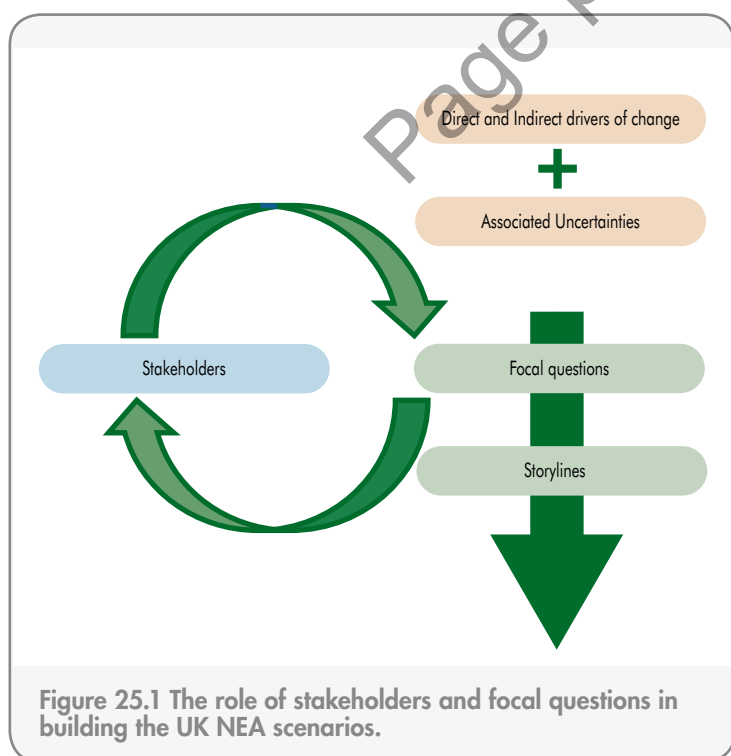 Page p
Direct and Indirect drivers of change
+
Associated Uncertainties
Stakeholders
Focal questions
Storylines
Figure 25.1 The role of stakeholders and focal questions in
building the UK NEA scenarios.